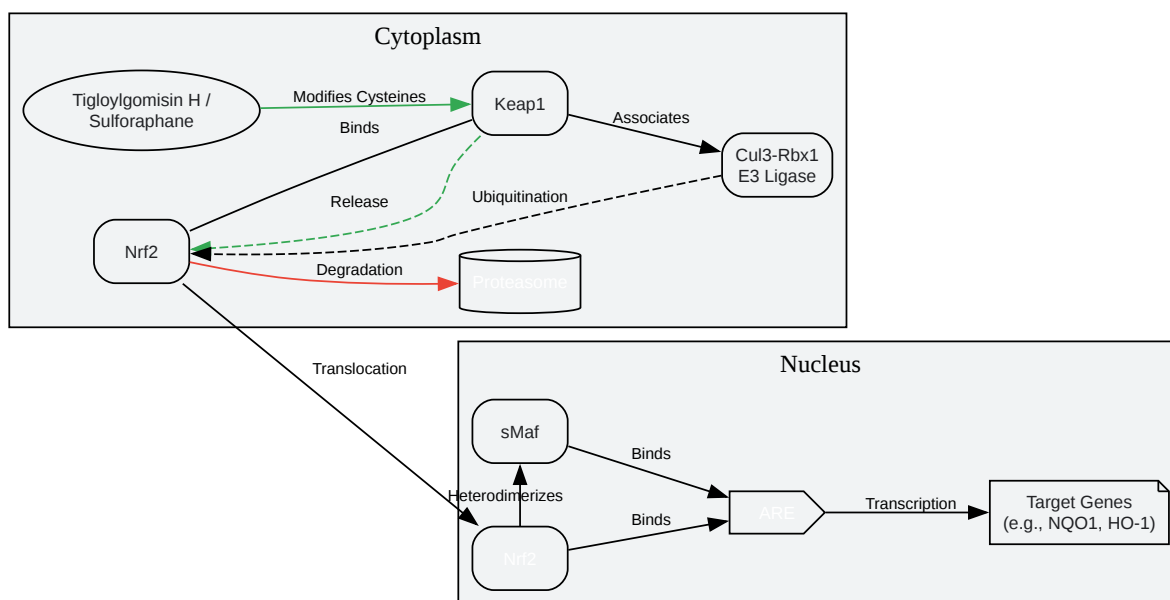 Cytoplasm
Tigloylgomisin H /
Sulforaphane
Modifies Cysteines
Keap1
Binds
Associates
Cul3-Rbx1
E3 Ligase
Release
Ubiquitination
Nrf2
Degradation
Proteasome
Translocation
Nucleus
sMaf
Binds
Heterodimerizes
Nrf2
Binds
ARE
Transcription
Target Genes
(e.g., NQO1, HO-1)